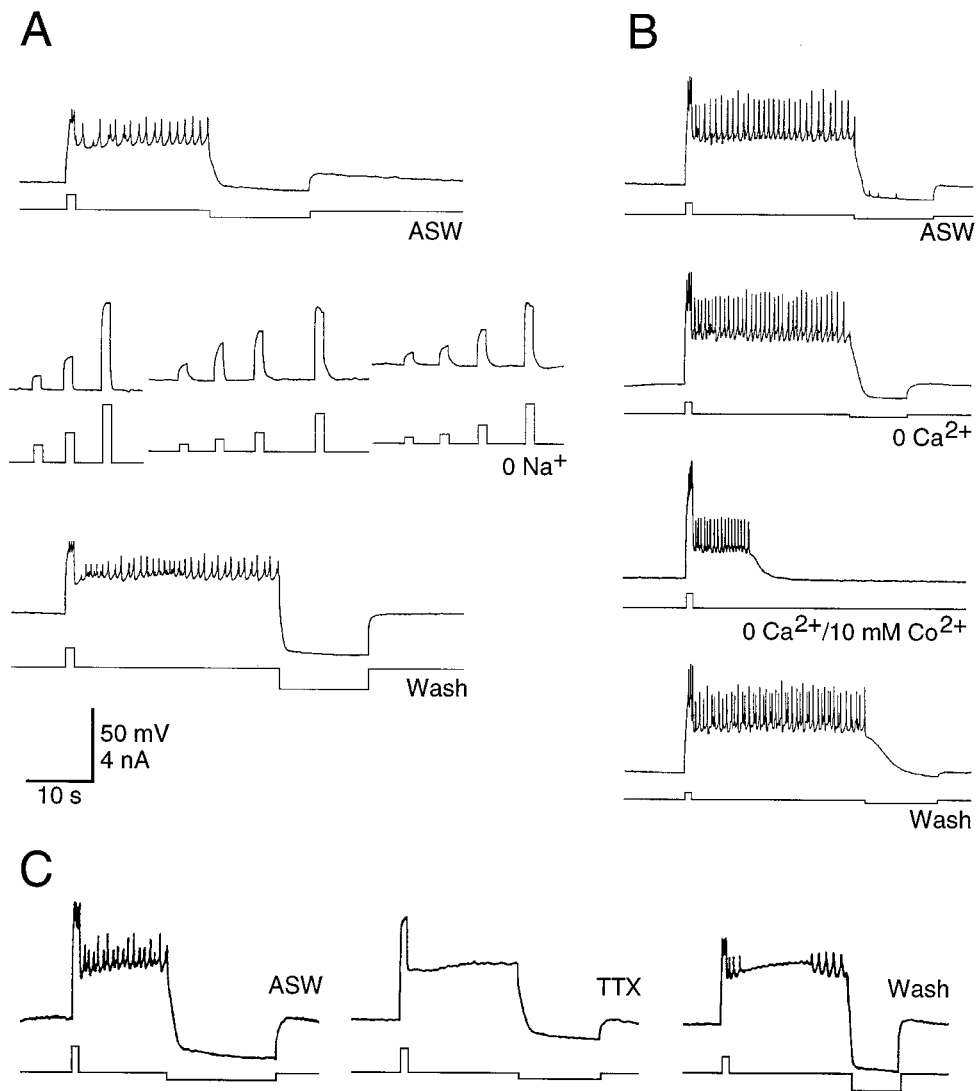 A
B
ASW
ASW
0 Na⁺
0 Ca²⁺
0 Ca²⁺/10 mM Co²⁺
Wash
50 mV
4 nA
10 s
Wash
C
ASW
TTX
Wash